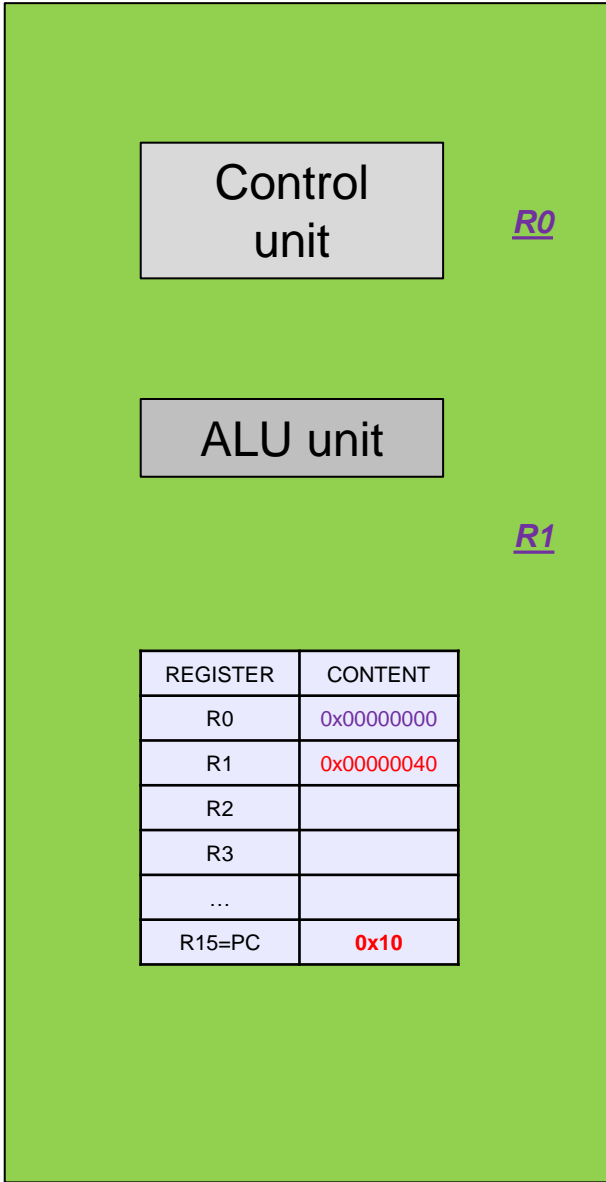 Control
unit
R0
ALU unit
R1
REGISTER CONTENT
R0 0x00000000
R1 0x00000040
R2
R3
…
R15=PC 0x10